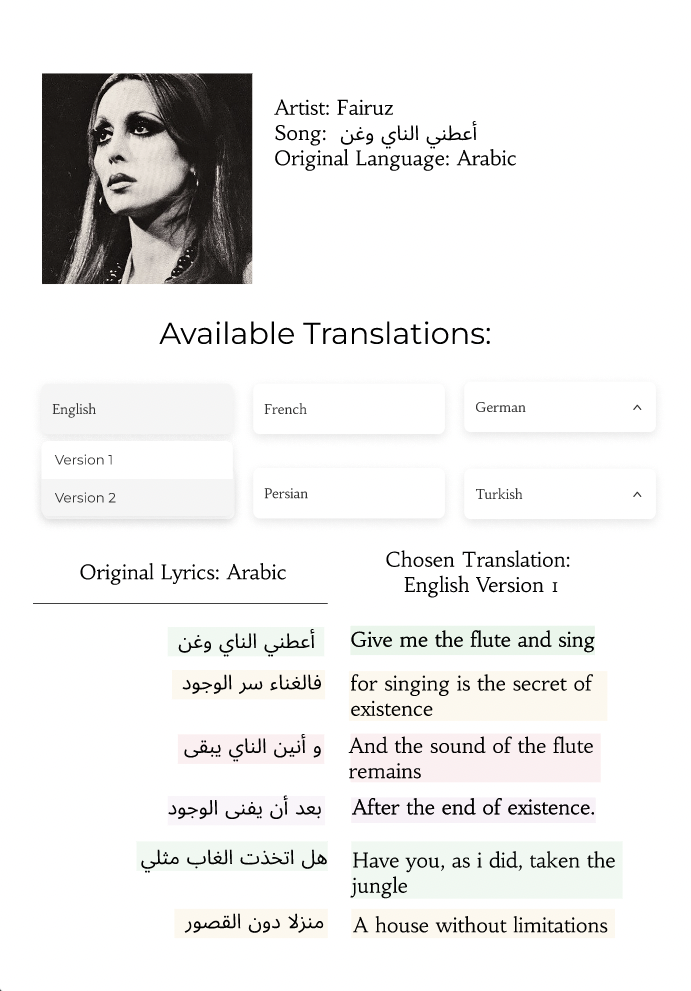 Artist: Fairuz
Song: أعطني الناي وغن
Original Language: Arabic
Available Translations:
English
French
German
Version 1
Version 2
Persian
Turkish
Original Lyrics: Arabic
Chosen Translation:
English Version 1
أعطني الناي وغن
Give me the flute and sing
فالغناء سر الوجود
for singing is the secret of
existence
و أنين الناي يبقى
And the sound of the flute
remains
بعد أن يفنى الوجود
After the end of existence.
هل اتخذت الغاب مثلي
Have you, as i did, taken the
jungle
منزلا دون القصور
A house without limitations